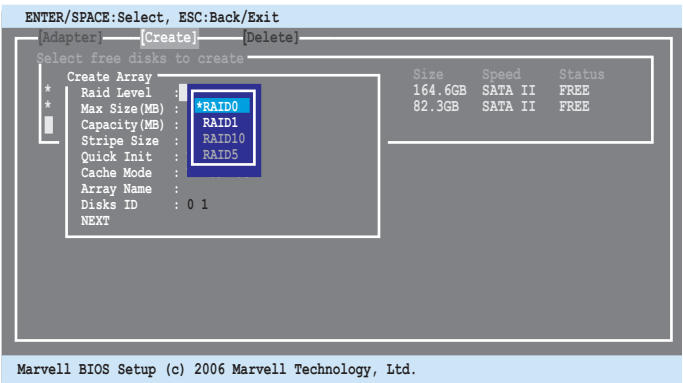 ENTER/SPACE:Select, ESC:Back/Exit
[Adapter] [Create] [Delete]
Select free disks to create
Size Speed Status
* 164.6GB SATA II FREE
* 82.3GB SATA II FREE
Create Array
Raid Level :
Max Size(MB) :
Capacity(MB) :
Stripe Size :
Quick Init :
Cache Mode :
Array Name :
Disks ID : 0 1
NEXT
*RAID0
RAID1
RAID10
RAID5
Marvell BIOS Setup (c) 2006 Marvell Technology, Ltd.